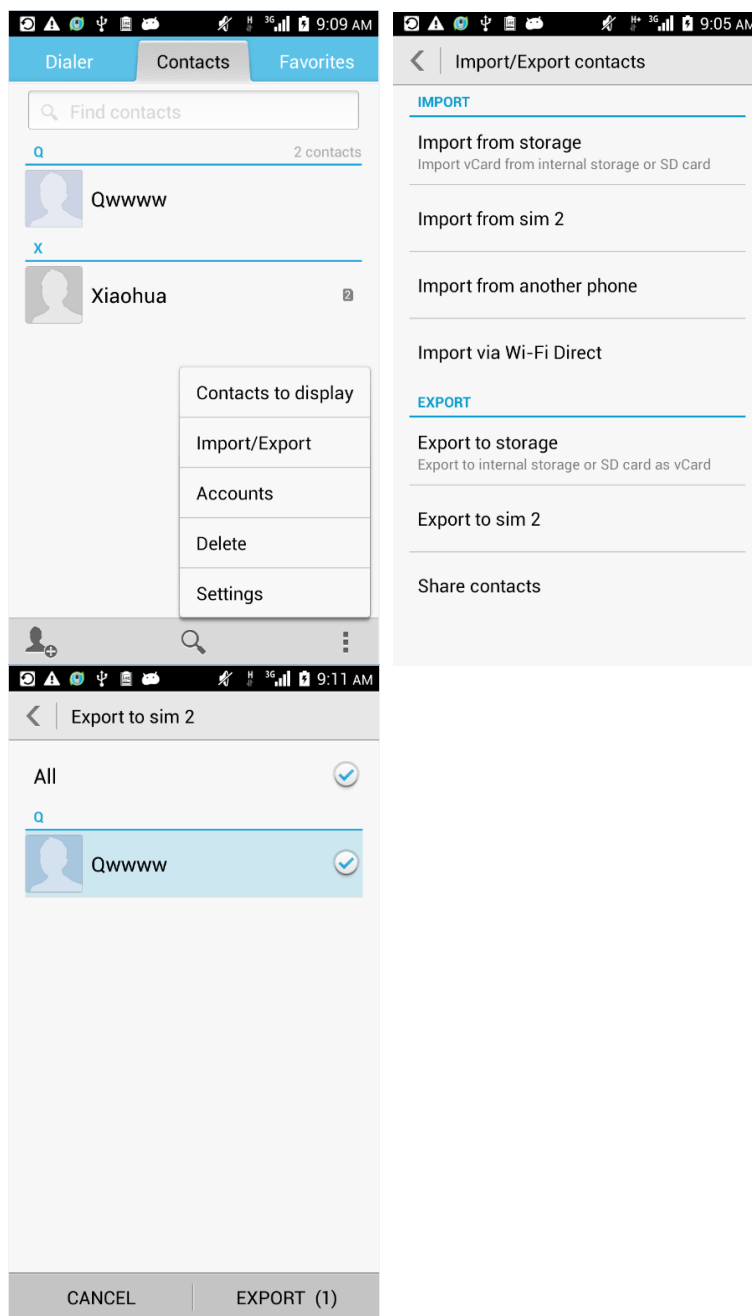 3G 9:09 AM
Dialer Contacts Favorites
Find contacts
Q 2 contacts
Qwwww
X
Xiaohua 2
Contacts to display
Import/Export
Accounts
Delete
Settings
H+ 3G 9:05 AM
Import/Export contacts
IMPORT
Import from storage
Import vCard from internal storage or SD card
Import from sim 2
Import from another phone
Import via Wi-Fi Direct
EXPORT
Export to storage
Export to internal storage or SD card as vCard
Export to sim 2
Share contacts
H 3G 9:11 AM
Export to sim 2
All
Q
Qwwww
CANCEL EXPORT (1)